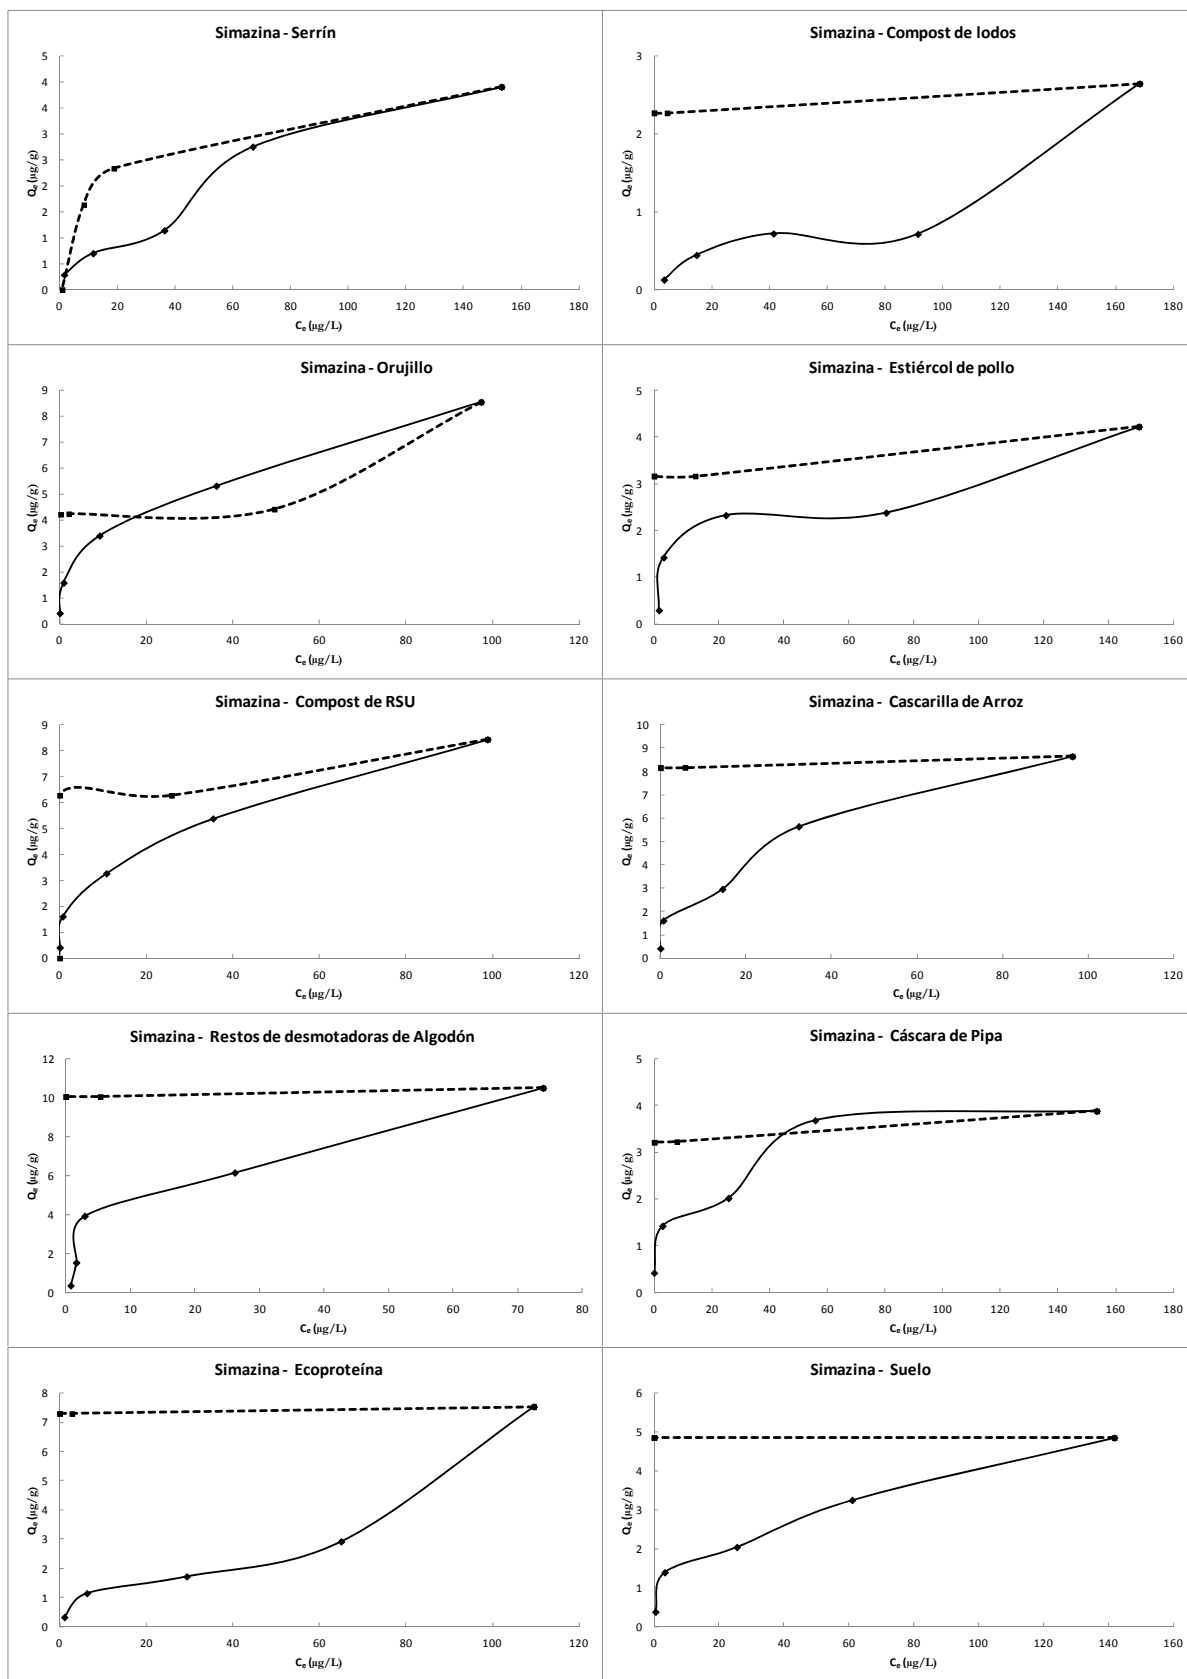 Simazina - Serrín
5
4
4
3
3
2
2
1
1
0
0 20 40 60 80 100 120 140 160 180
Qe (µg/g)
Ce (µg/L)
Simazina - Compost de lodos
3
2
1
0
0 20 40 60 80 100 120 140 160 180
Qe (µg/g)
Ce (µg/L)
Simazina - Orujillo
9
8
7
6
5
4
3
2
1
0
0 20 40 60 80 100 120
Qe (µg/g)
Ce (µg/L)
Simazina - Estiércol de pollo
5
4
3
2
1
0
0 20 40 60 80 100 120 140 160
Qe (µg/g)
Ce (µg/L)
Simazina - Compost de RSU
9
8
7
6
5
4
3
2
1
0
0 20 40 60 80 100 120
Qe (µg/g)
Ce (µg/L)
Simazina - Cascarilla de Arroz
10
9
8
7
6
5
4
3
2
1
0
0 20 40 60 80 100 120
Qe (µg/g)
Ce (µg/L)
Simazina - Restos de desmotadoras de Algodón
12
10
8
6
4
2
0
0 10 20 30 40 50 60 70 80
Qe (µg/g)
Ce (µg/L)
Simazina - Cáscara de Pipa
5
4
3
2
1
0
0 20 40 60 80 100 120 140 160 180
Qe (µg/g)
Ce (µg/L)
Simazina - Ecoproteína
8
7
6
5
4
3
2
1
0
0 20 40 60 80 100 120
Qe (µg/g)
Ce (µg/L)
Simazina - Suelo
6
5
4
3
2
1
0
0 20 40 60 80 100 120 140 160
Qe (µg/g)
Ce (µg/L)